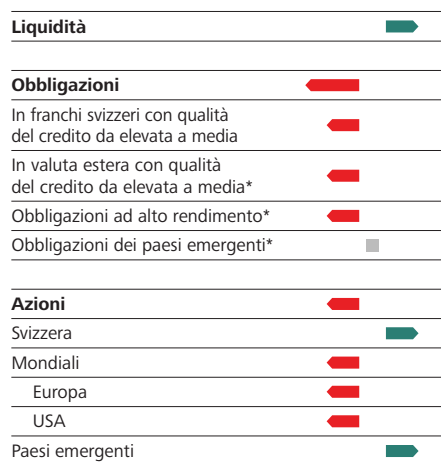 Liquidità
Obbligazioni
In franchi svizzeri con qualità
del credito da elevata a media
In valuta estera con qualità
del credito da elevata a media*
Obbligazioni ad alto rendimento*
Obbligazioni dei paesi emergenti*
Azioni
Svizzera
Mondiali
Europa
USA
Paesi emergenti